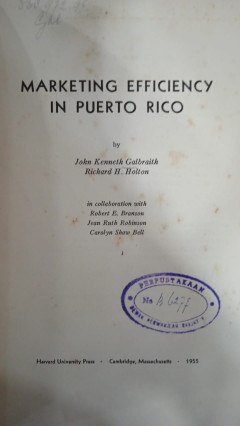 MARKETING EFFICIENCY
IN PUERTO RICO
by
John Kenneth Galbraith
Richard H. Holton
in collaboration with
Robert E. Branson
Jean Ruth Robinson
Carolyn Shaw Bell
PERPUSTAKAAN
No
Harvard University Press · Cambridge, Massachusetts · 1955